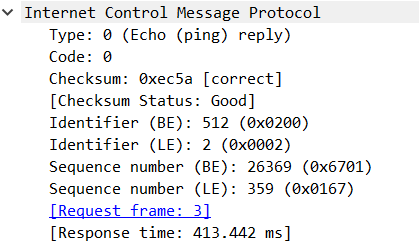 Internet Control Message Protocol
Type: 0 (Echo (ping) reply)
Code: 0
Checksum: 0xec5a [correct]
[Checksum Status: Good]
Identifier (BE): 512 (0x0200)
Identifier (LE): 2 (0x0002)
Sequence number (BE): 26369 (0x6701)
Sequence number (LE): 359 (0x0167)
[Request frame: 3]
[Response time: 413.442 ms]